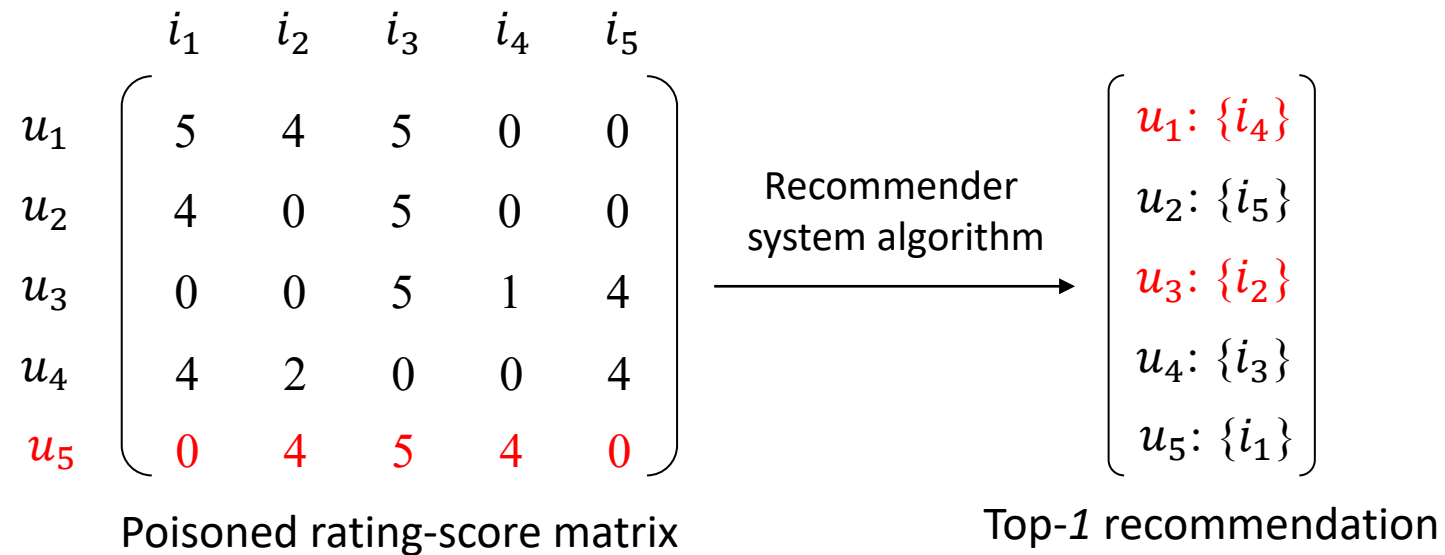 i₁ i₂ i₃ i₄ i₅
u₁ 5 4 5 0 0
u₂ 4 0 5 0 0
u₃ 0 0 5 1 4
u₄ 4 2 0 0 4
u₅ 0 4 5 4 0
Poisoned rating-score matrix
Recommender
system algorithm
u₁: {i₄}
u₂: {i₅}
u₃: {i₂}
u₄: {i₃}
u₅: {i₁}
Top-1 recommendation